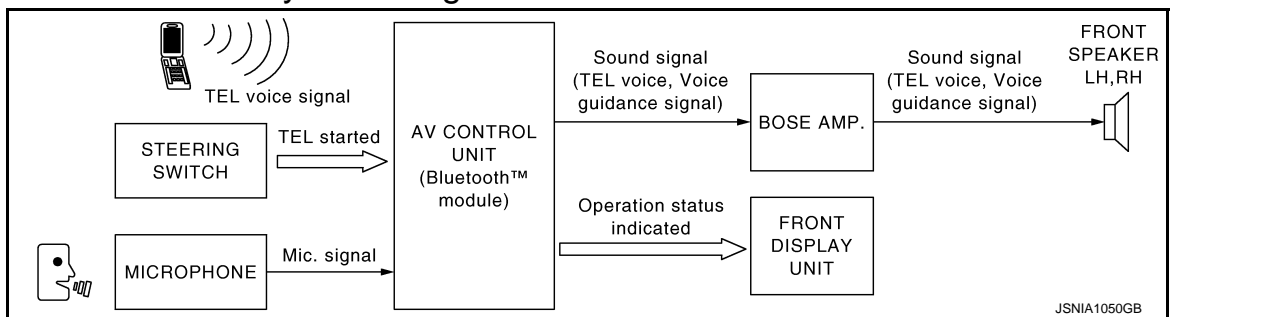 TEL voice signal
STEERING
SWITCH
TEL started
MICROPHONE
Mic. signal
AV CONTROL
UNIT
(Bluetooth™
module)
Sound signal
(TEL voice, Voice
guidance signal)
BOSE AMP.
Sound signal
(TEL voice, Voice
guidance signal)
FRONT
SPEAKER
LH,RH
Operation status
indicated
FRONT
DISPLAY
UNIT
JSNIA1050GB